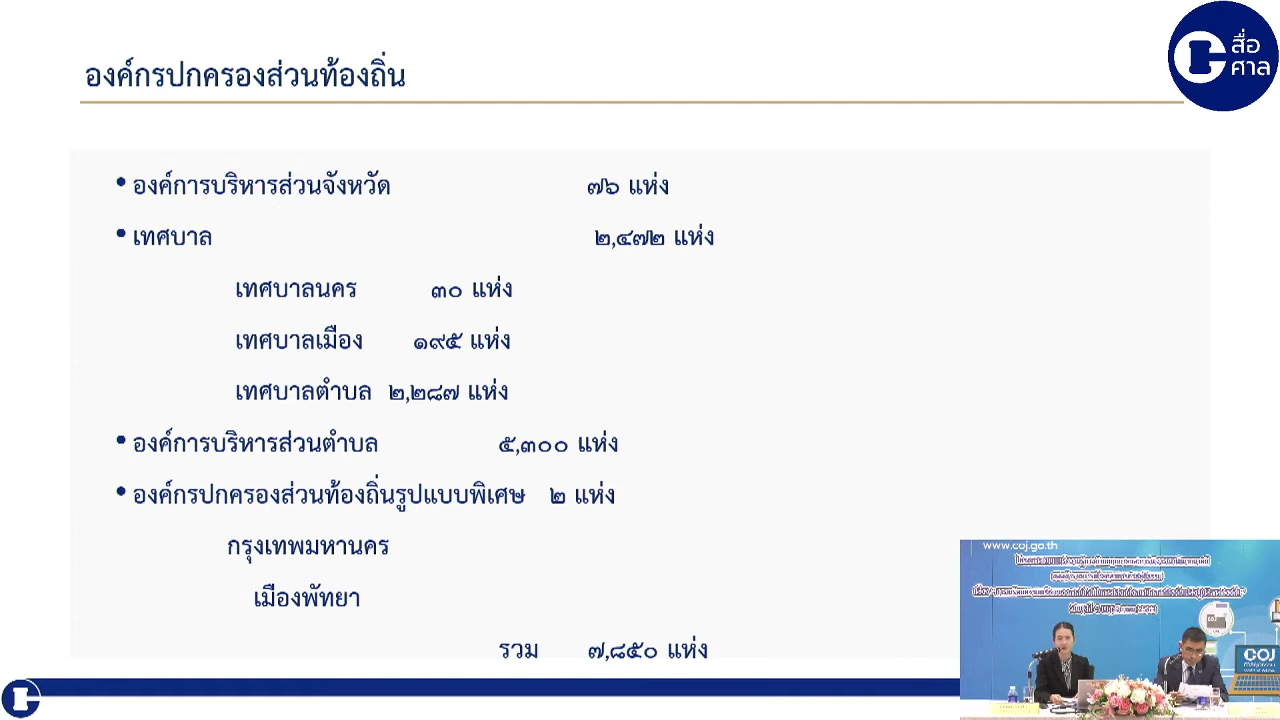 องค์กรปกครองส่วนท้องถิ่น
สื่อ
ศาล
• องค์การบริหารส่วนจังหวัด ๗๖ แห่ง
• เทศบาล ๒,๔๗๒ แห่ง
เทศบาลนคร ๓๐ แห่ง
เทศบาลเมือง ๑๙๕ แห่ง
เทศบาลตำบล ๒,๒๘๗ แห่ง
• องค์การบริหารส่วนตำบล ๕,๓๐๐ แห่ง
• องค์กรปกครองส่วนท้องถิ่นรูปแบบพิเศษ ๒ แห่ง
กรุงเทพมหานคร
เมืองพัทยา
รวม ๗,๘๕๐ แห่ง
www.coj.go.th
COJ